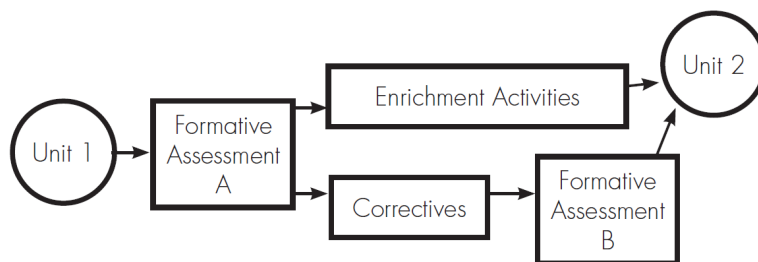 Unit 1
Formative
Assessment
A
Enrichment Activities
Correctives
Formative
Assessment
B
Unit 2